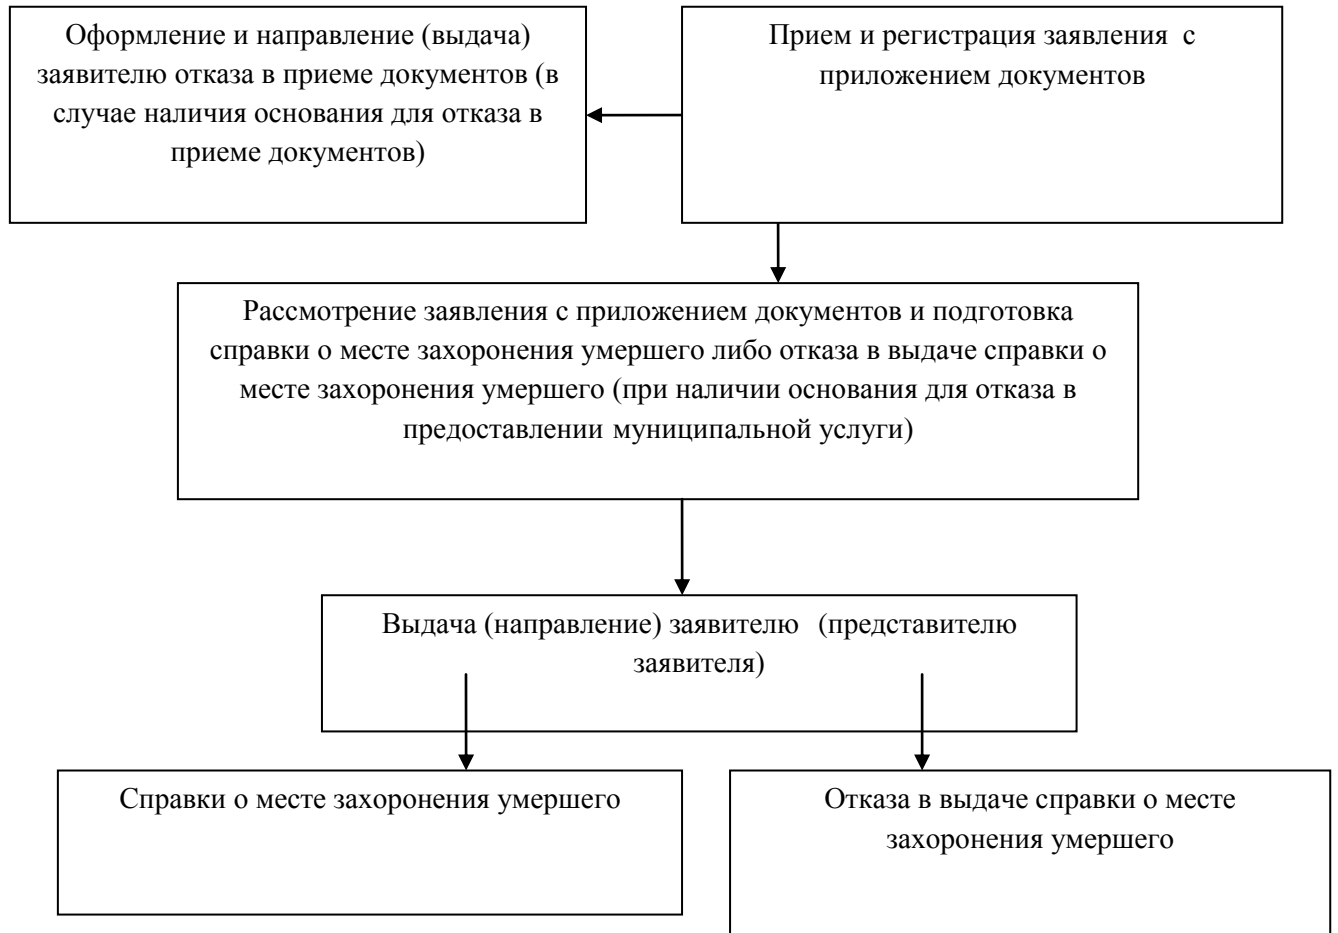 Оформление и направление (выдача)
заявителю отказа в приеме документов (в
случае наличия основания для отказа в
приеме документов)
Прием и регистрация заявления с
приложением документов
Рассмотрение заявления с приложением документов и подготовка
справки о месте захоронения умершего либо отказа в выдаче справки о
месте захоронения умершего (при наличии основания для отказа в
предоставлении муниципальной услуги)
Выдача (направление) заявителю (представителю
заявителя)
Справки о месте захоронения умершего
Отказа в выдаче справки о месте
захоронения умершего